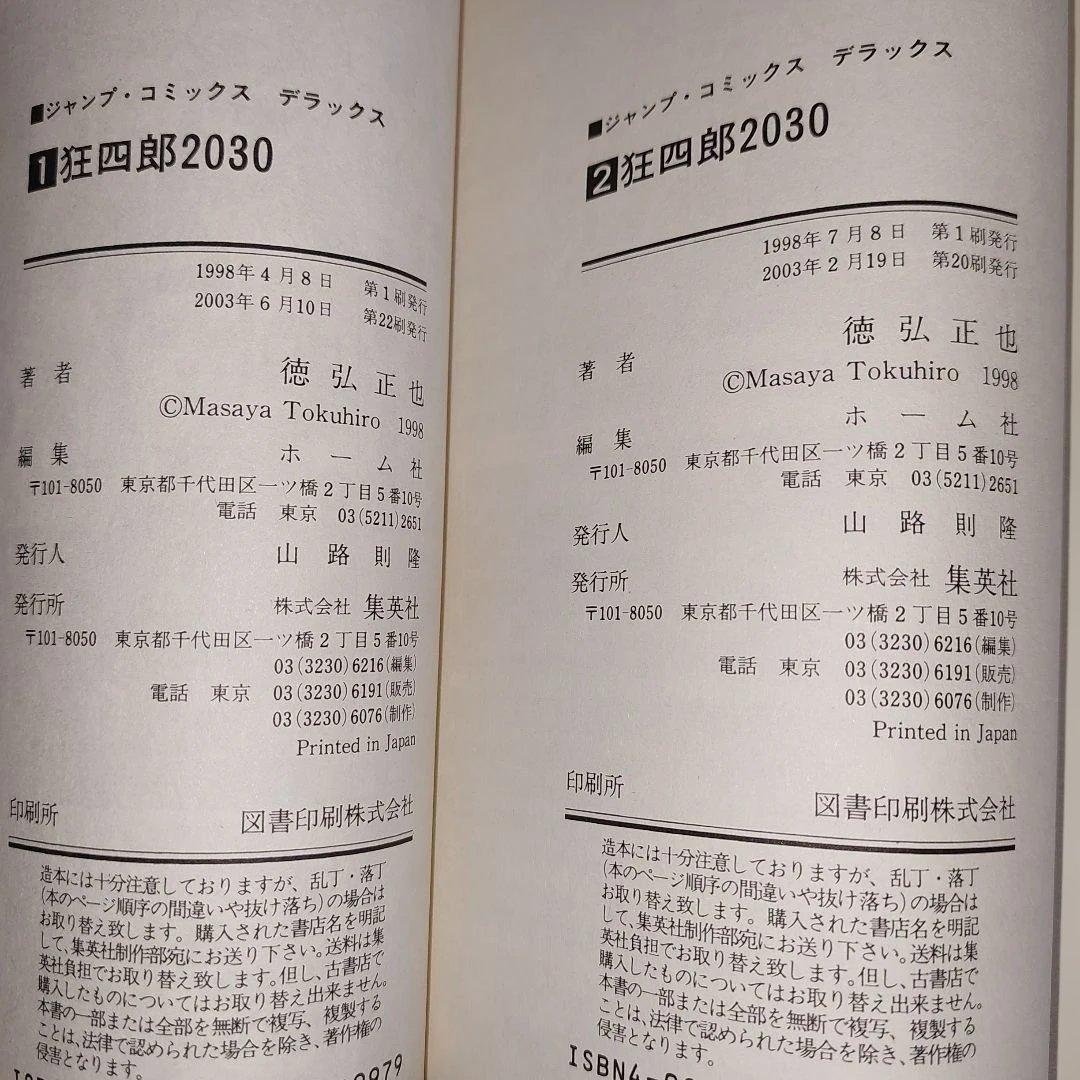 ■ジャンプ・コミックス デラックス
1狂四郎2030
1998年4月8日 第1刷発行
2003年6月10日 第22刷発行
著者 徳弘正也
©Masaya Tokuhiro 1998
編集 ホーム社
〒101-8050 東京都千代田区一ツ橋2丁目5番10号
電話 東京 03(5211)2651
発行人 山路則隆
発行所 株式会社 集英社
〒101-8050 東京都千代田区一ツ橋2丁目5番10号
03(3230)6216(編集)
電話 東京 03(3230)6191(販売)
03(3230)6076(制作)
Printed in Japan
印刷所 図書印刷株式会社
造本には十分注意しておりますが、乱丁・落丁
(本のページ順序の間違いや抜け落ち)の場合は
お取り替え致します。購入された書店名を明記
して、集英社制作部宛にお送り下さい。送料は集
英社負担でお取り替え致します。但し、古書店で
購入したものについてはお取り替え出来ません。
本書の一部または全部を無断で複写、複製する
ことは、法律で認められた場合を除き、著作権の
侵害となります。
■ジャンプ・コミックス デラックス
2狂四郎2030
1998年7月8日 第1刷発行
2003年2月19日 第20刷発行
著者 徳弘正也
©Masaya Tokuhiro 1998
編集 ホーム社
〒101-8050 東京都千代田区一ツ橋2丁目5番10号
電話 東京 03(5211)2651
発行人 山路則隆
発行所 株式会社 集英社
〒101-8050 東京都千代田区一ツ橋2丁目5番10号
03(3230)6216(編集)
電話 東京 03(3230)6191(販売)
03(3230)6076(制作)
Printed in Japan
印刷所 図書印刷株式会社
造本には十分注意しておりますが、乱丁・落丁
(本のページ順序の間違いや抜け落ち)の場合は
お取り替え致します。購入された書店名を明記
して、集英社制作部宛にお送り下さい。送料は集
英社負担でお取り替え致します。但し、古書店で
購入したものについてはお取り替え出来ません。
本書の一部または全部を無断で複写、複製する
ことは、法律で認められた場合を除き、著作権の
侵害となります。